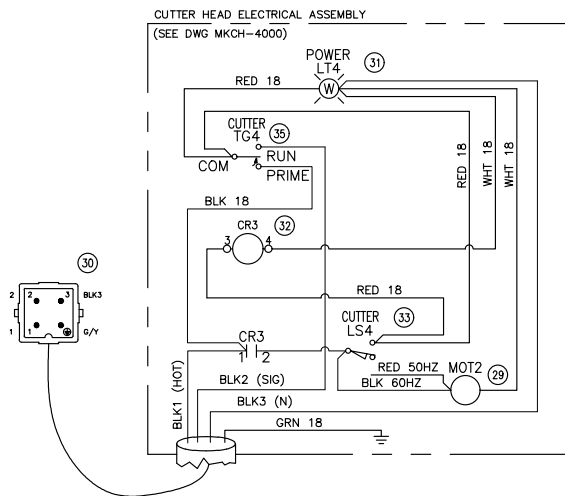 CUTTER HEAD ELECTRICAL ASSEMBLY
(SEE DWG MKCH-4000)
POWER
LT4
31
W
RED 18
CUTTER
TG4
35
COM
RUN
PRIME
RED 18
WHT 18
WHT 18
BLK 18
CR3
32
3
4
30
2
2
3
BLK3
1
1
G/Y
RED 18
CUTTER
LS4
33
CR3
1
2
RED 50HZ
BLK 60HZ
MOT2
29
BLK1 (HOT)
BLK2 (SIG)
BLK3 (N)
GRN 18